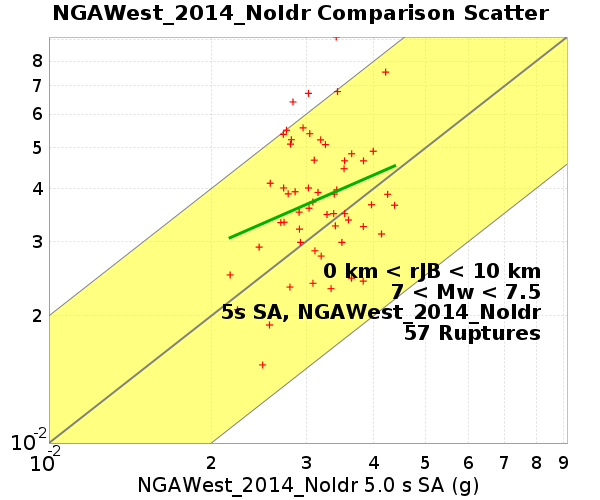 NGAWest_2014_NoIdr Comparison Scatter
8
7
6
5
4
3
2
10-2
0 km < rJB < 10 km
7 < Mw < 7.5
5s SA, NGAWest_2014_NoIdr
57 Ruptures
10-2
2 3 4 5 6 7 8 9
NGAWest_2014_NoIdr 5.0 s SA (g)